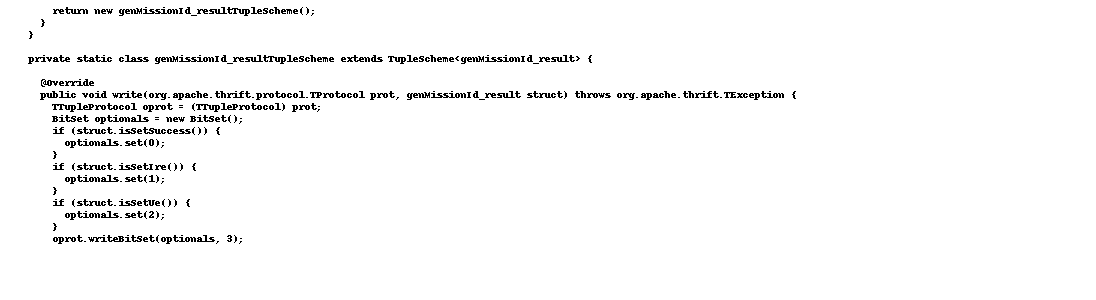 return new genMissionId_resultTupleScheme();
}
}
private static class genMissionId_resultTupleScheme extends TupleScheme<genMissionId_result> {
@Override
public void write(org.apache.thrift.protocol.TProtocol prot, genMissionId_result struct) throws org.apache.thrift.TException {
TTupleProtocol oprot = (TTupleProtocol) prot;
BitSet optionals = new BitSet();
if (struct.isSetSuccess()) {
optionals.set(0);
}
if (struct.isSetIre()) {
optionals.set(1);
}
if (struct.isSetUe()) {
optionals.set(2);
}
oprot.writeBitSet(optionals, 3);